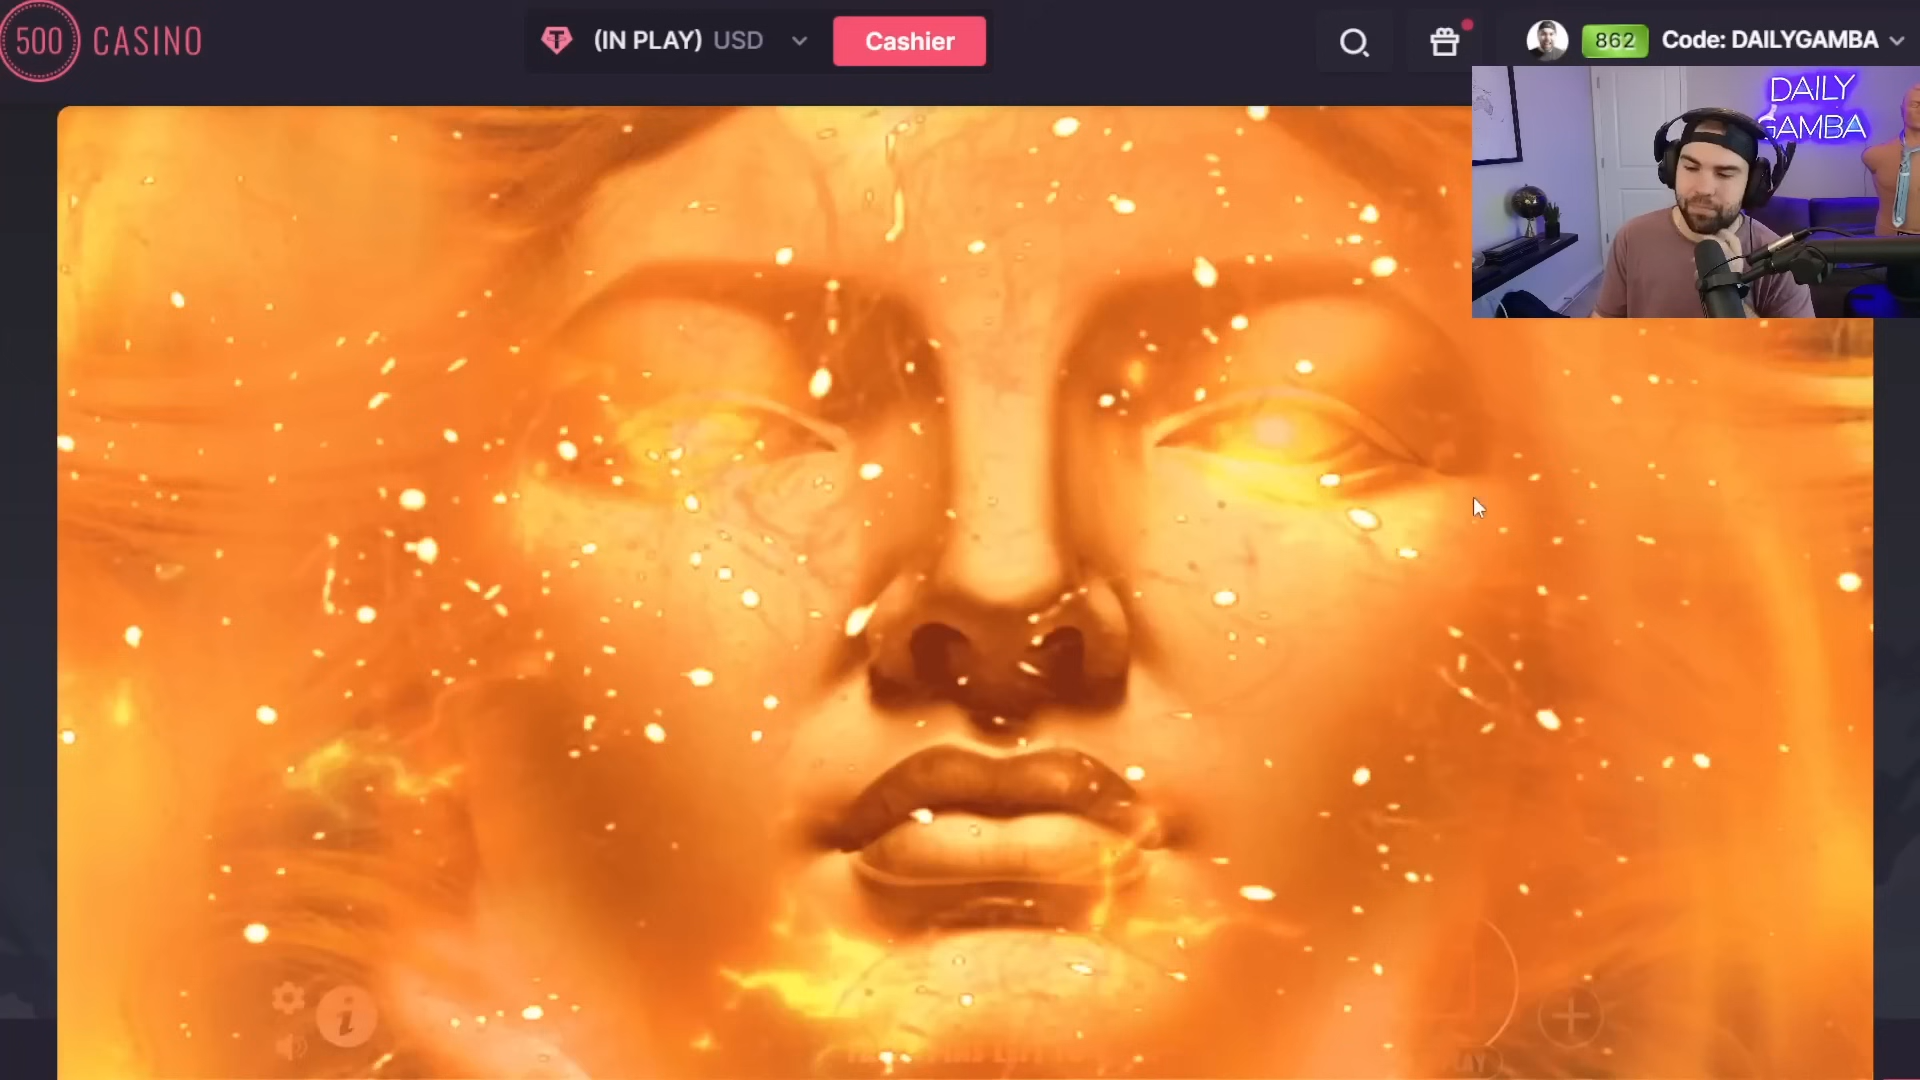 500 CASINO
(IN PLAY) USD
Cashier
862
Code: DAILYGAMBA
DAILY
GAMBA